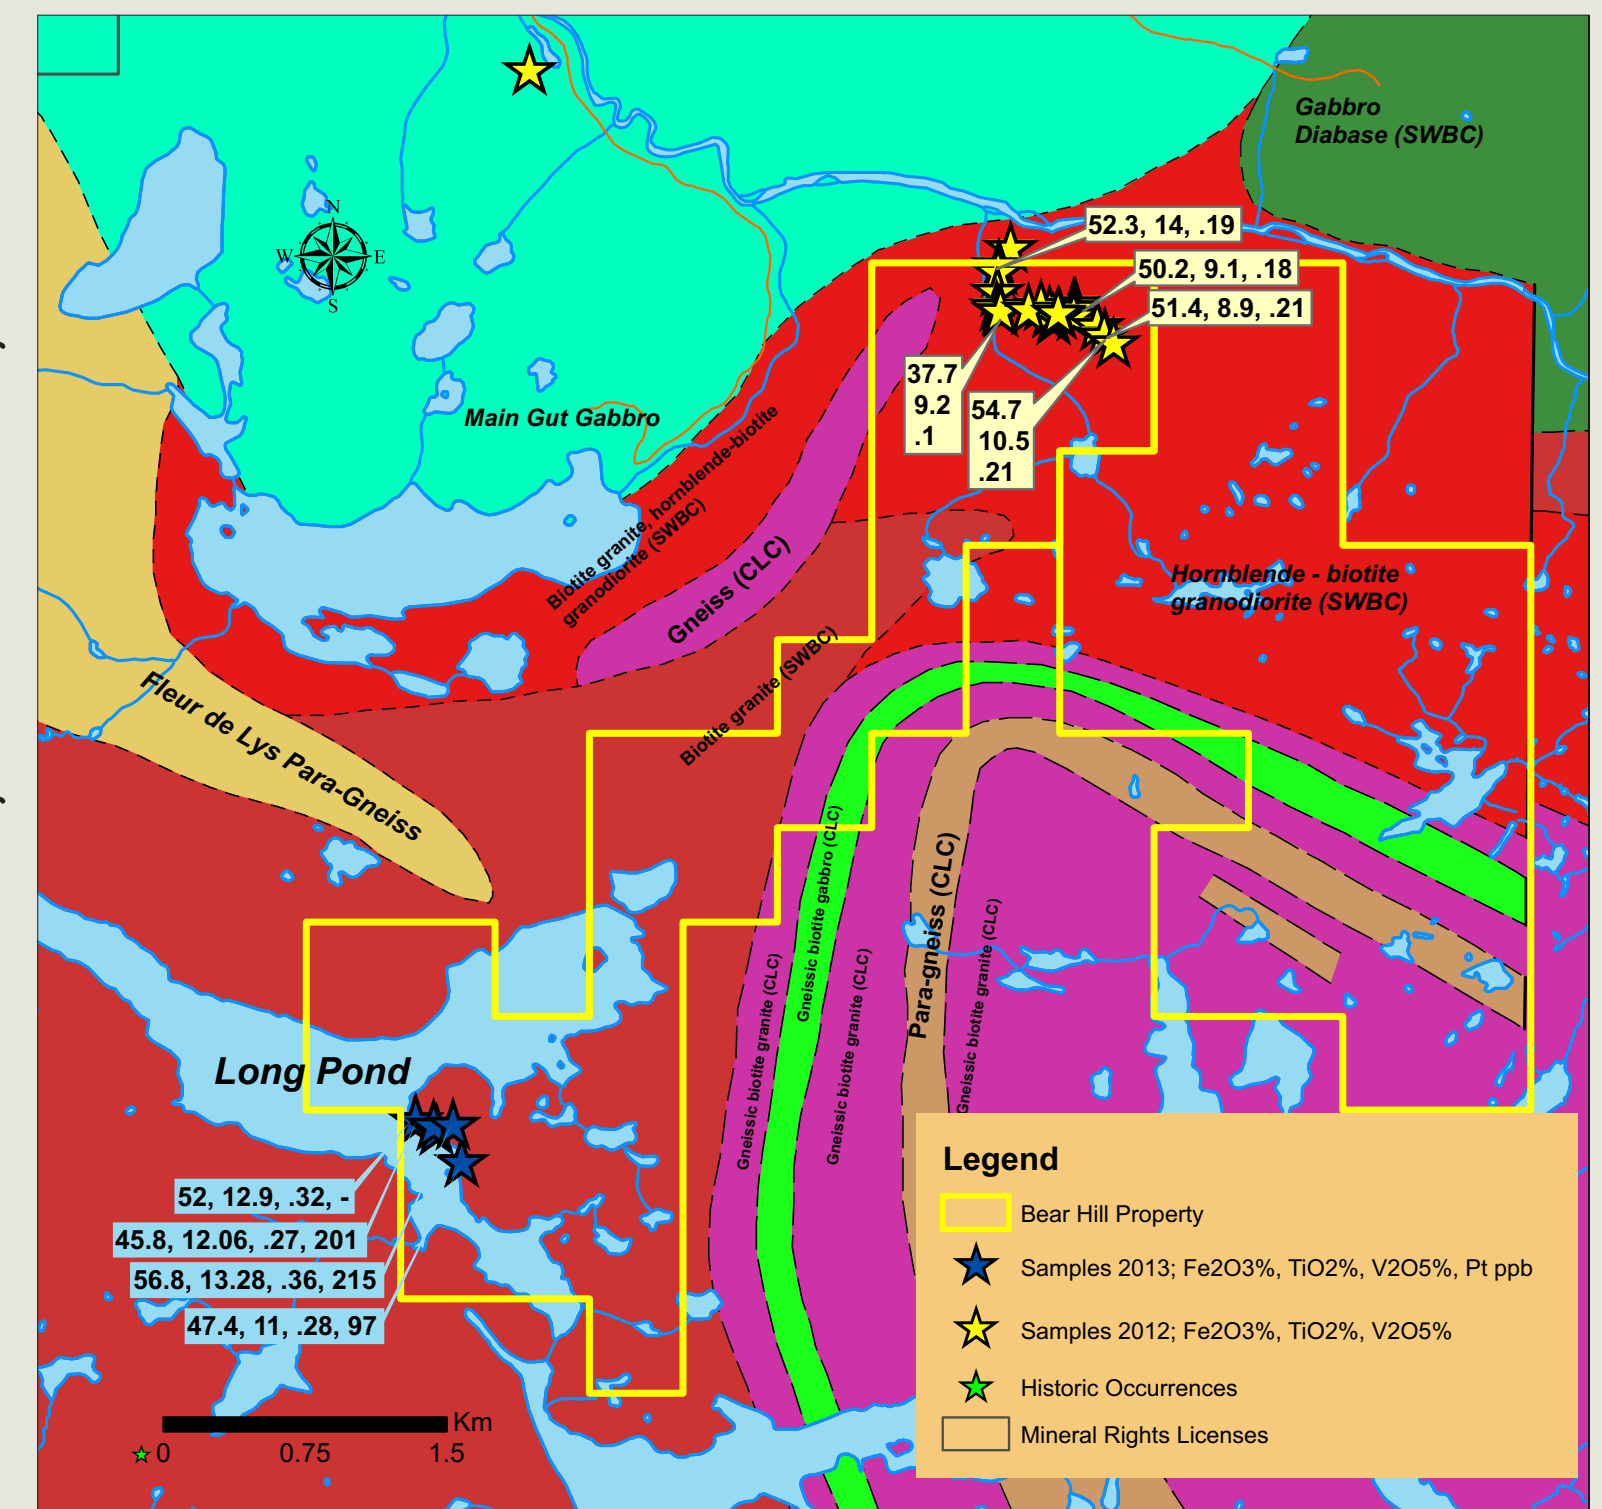 Gabbro
Diabase (SWBC)
N
W
E
S
52.3, 14, .19
50.2, 9.1, .18
51.4, 8.9, .21
37.7
9.2
.1
54.7
10.5
.21
Main Gut Gabbro
Biotite granite, hornblende-biotite
granodiorite (SWBC)
Gneiss (CLC)
Hornblende - biotite
granodiorite (SWBC)
Biotite granite (SWBC)
Fleur de Lys Para-Gneiss
Gneissic biotite gabbro (CLC)
Para-gneiss (CLC)
Gneissic biotite granite (CLC)
Gneissic biotite granite (CLC)
Gneissic biotite granite (CLC)
Long Pond
52, 12.9, .32, -
45.8, 12.06, .27, 201
56.8, 13.28, .36, 215
47.4, 11, .28, 97
Km
0
0.75
1.5
Legend
Bear Hill Property
Samples 2013; Fe2O3%, TiO2%, V2O5%, Pt ppb
Samples 2012; Fe2O3%, TiO2%, V2O5%
Historic Occurrences
Mineral Rights Licenses